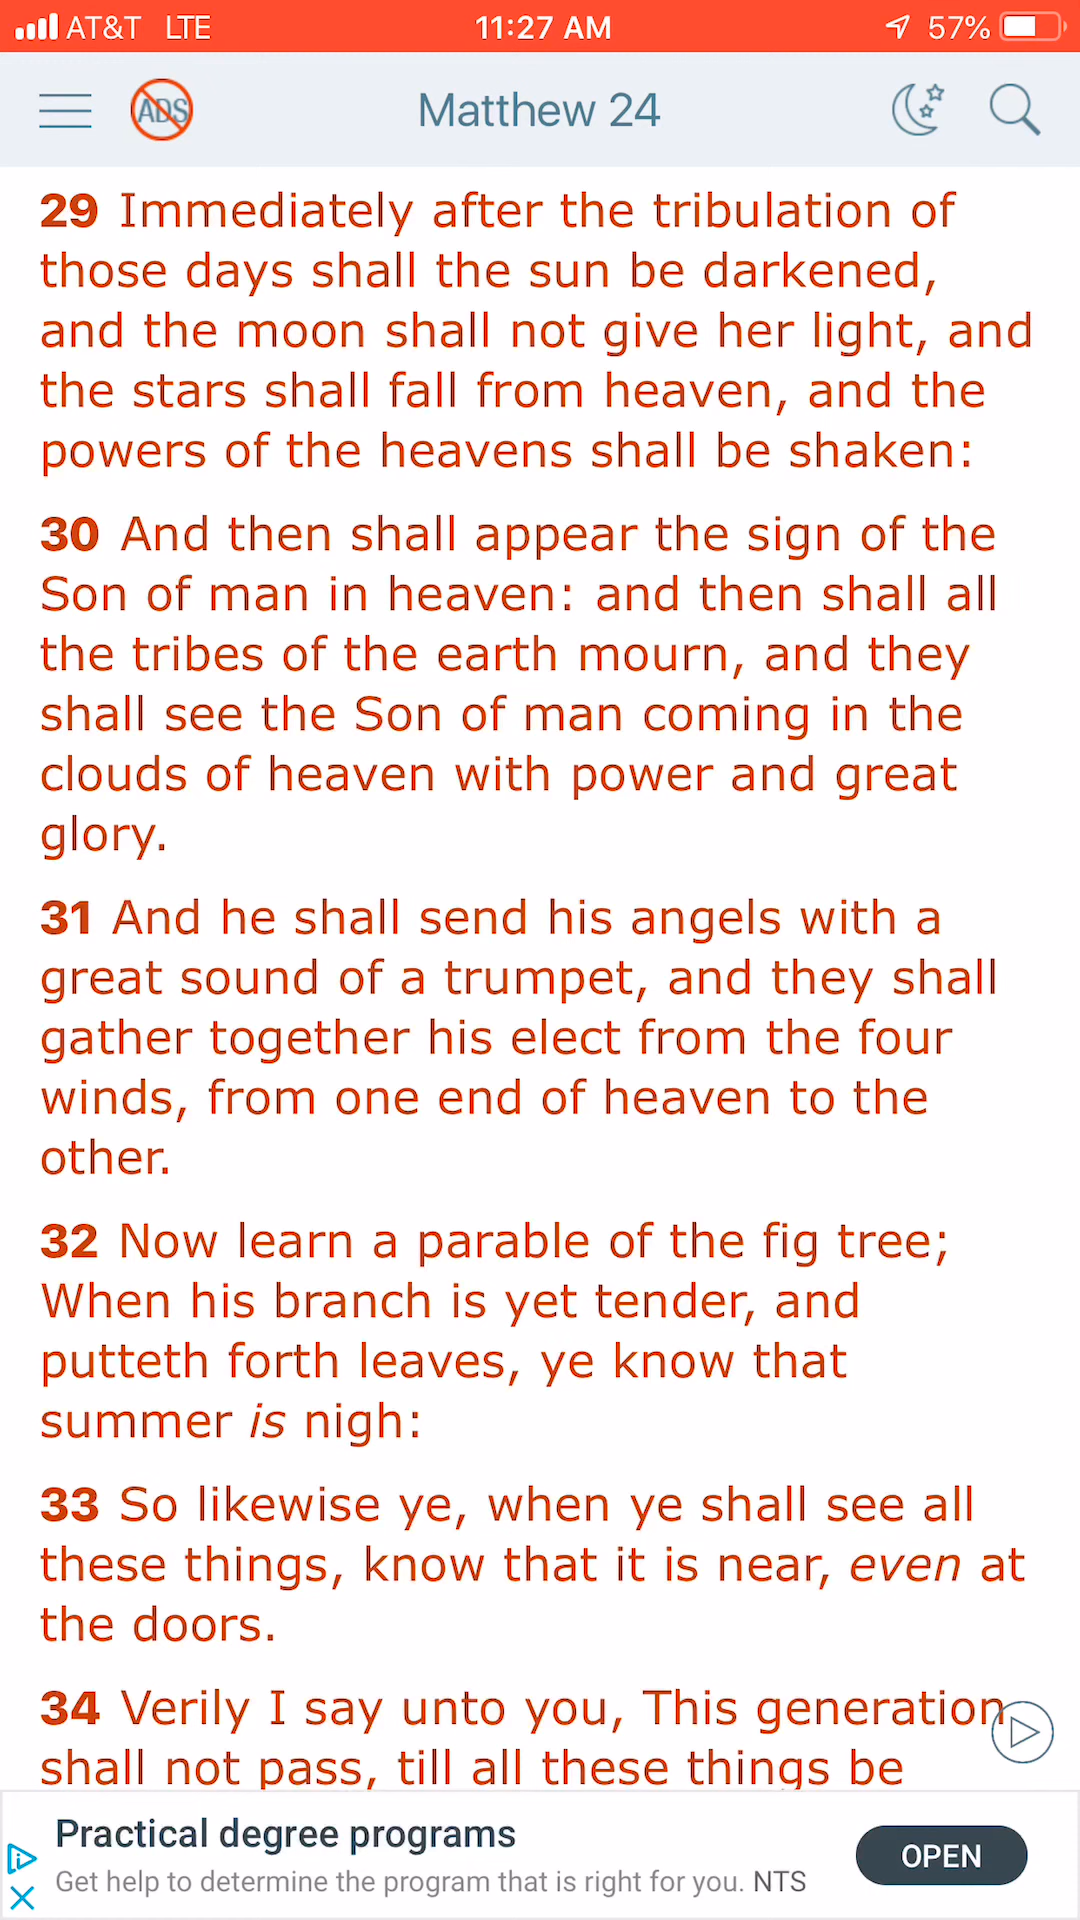 AT&T LTE 11:27 AM 57%
ADS Matthew 24
29 Immediately after the tribulation of
those days shall the sun be darkened,
and the moon shall not give her light, and
the stars shall fall from heaven, and the
powers of the heavens shall be shaken:
30 And then shall appear the sign of the
Son of man in heaven: and then shall all
the tribes of the earth mourn, and they
shall see the Son of man coming in the
clouds of heaven with power and great
glory.
31 And he shall send his angels with a
great sound of a trumpet, and they shall
gather together his elect from the four
winds, from one end of heaven to the
other.
32 Now learn a parable of the fig tree;
When his branch is yet tender, and
putteth forth leaves, ye know that
summer is nigh:
33 So likewise ye, when ye shall see all
these things, know that it is near, even at
the doors.
34 Verily I say unto you, This generation
shall not pass, till all these things be
Practical degree programs
Get help to determine the program that is right for you. NTS
OPEN